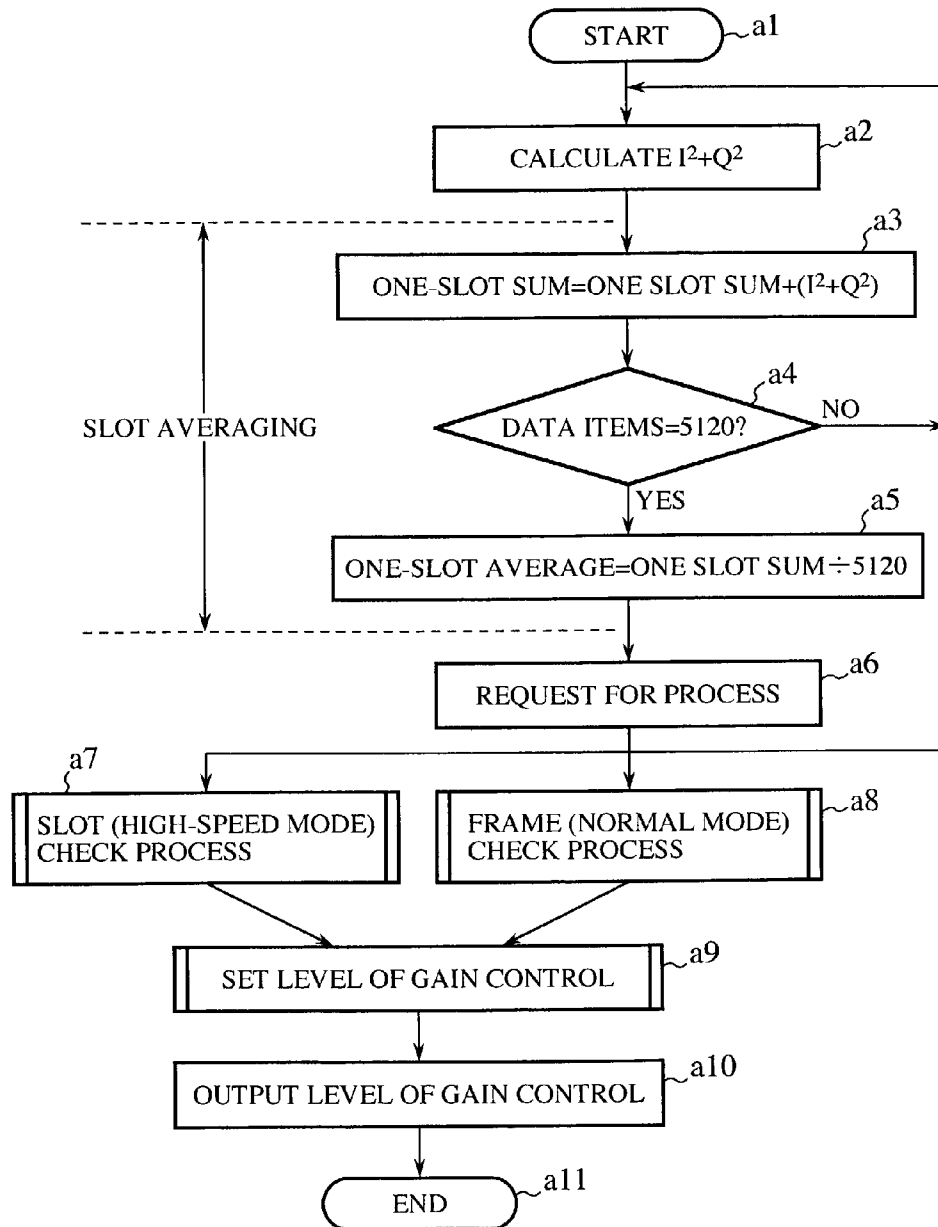 START
a1
a2
CALCULATE I²+Q²
a3
ONE-SLOT SUM=ONE SLOT SUM+(I²+Q²)
a4
SLOT AVERAGING
DATA ITEMS=5120?
NO
YES
a5
ONE-SLOT AVERAGE=ONE SLOT SUM÷5120
a6
REQUEST FOR PROCESS
a7
SLOT (HIGH-SPEED MODE)
CHECK PROCESS
a8
FRAME (NORMAL MODE)
CHECK PROCESS
a9
SET LEVEL OF GAIN CONTROL
a10
OUTPUT LEVEL OF GAIN CONTROL
a11
END